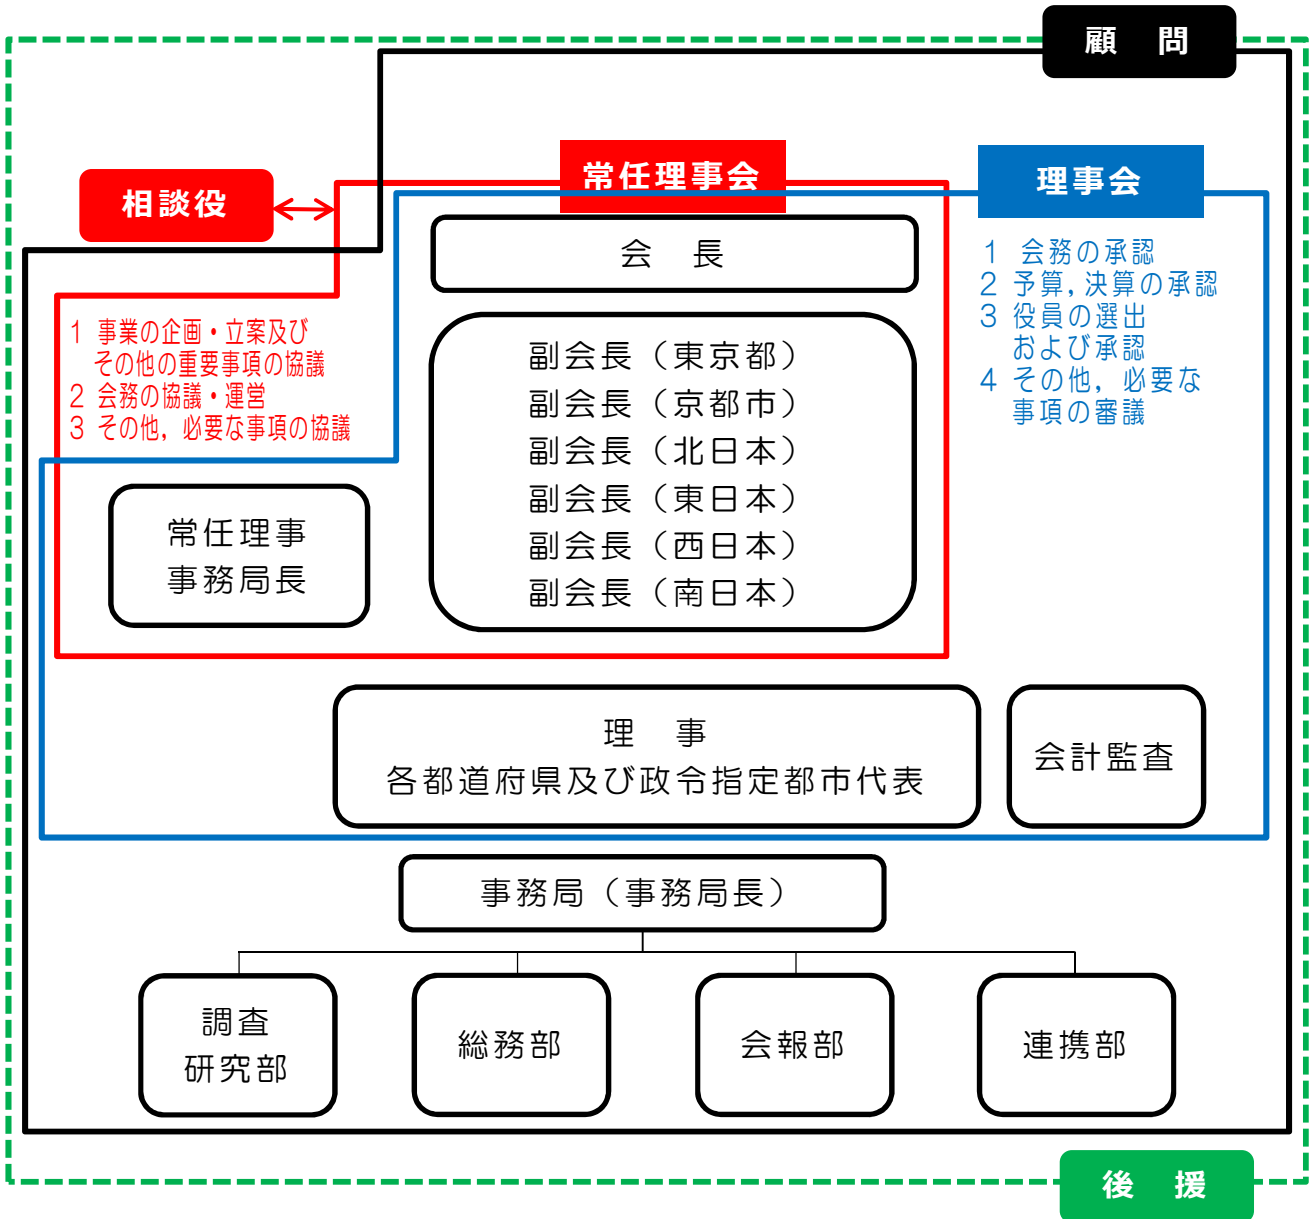 顧　問
常任理事会
理事会
相談役
会　長
1　会務の承認
2 予算，決算の承認
3 役員の選出
および承認
4 その他，必要な
事項の審議
1 事業の企画・立案及び
その他の重要事項の協議
2 会務の協議・運営
3 その他，必要な事項の協議
副会長（東京都）
副会長（京都市）
副会長（北日本）
副会長（東日本）
副会長（西日本）
副会長（南日本）
常任理事
事務局長
理　事
各都道府県及び政令指定都市代表
会計監査
事務局（事務局長）
調査
研究部
総務部
会報部
連携部
後　援